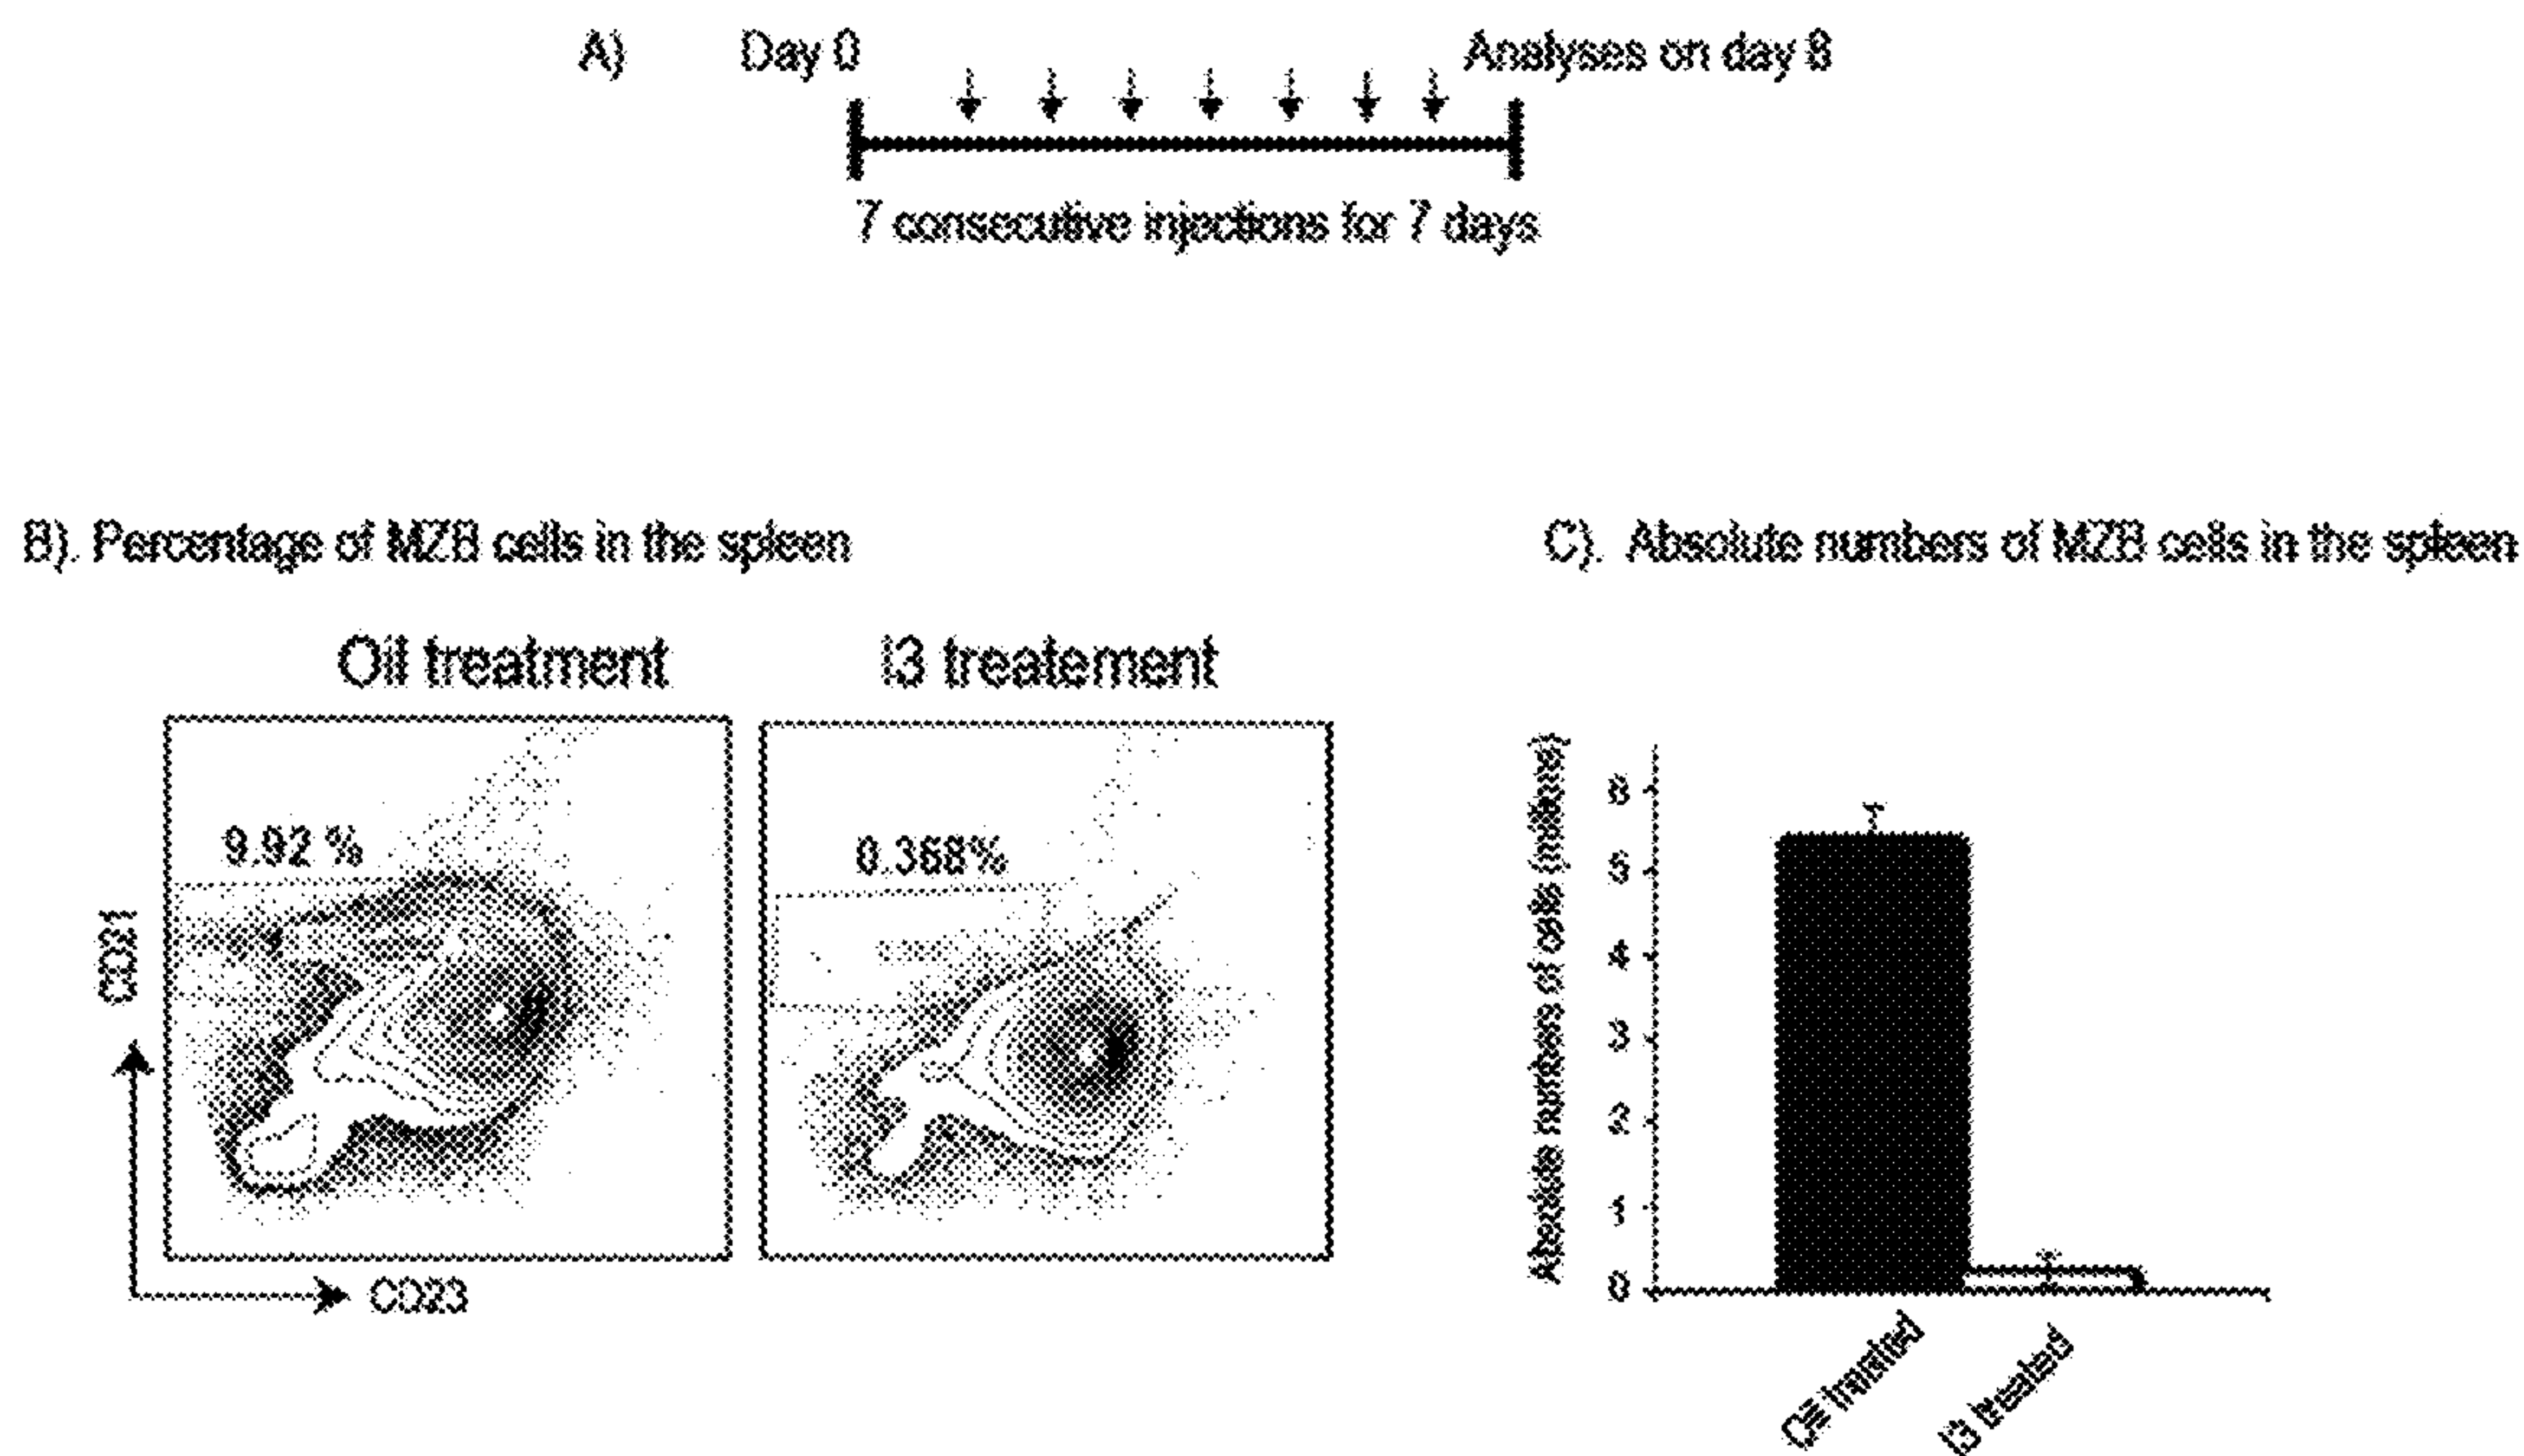 A) Day 0 Analyses on day 8
7 consecutive injections for 7 days
B). Percentage of MZB cells in the spleen
C). Absolute numbers of MZB cells in the spleen
Oil treatment
I3 treatement
9.92 %
0.368%
CD21
CD23
Absolute numbers of cells (millions)
6
5
4
3
2
1
0
Oil treated
I3 treated